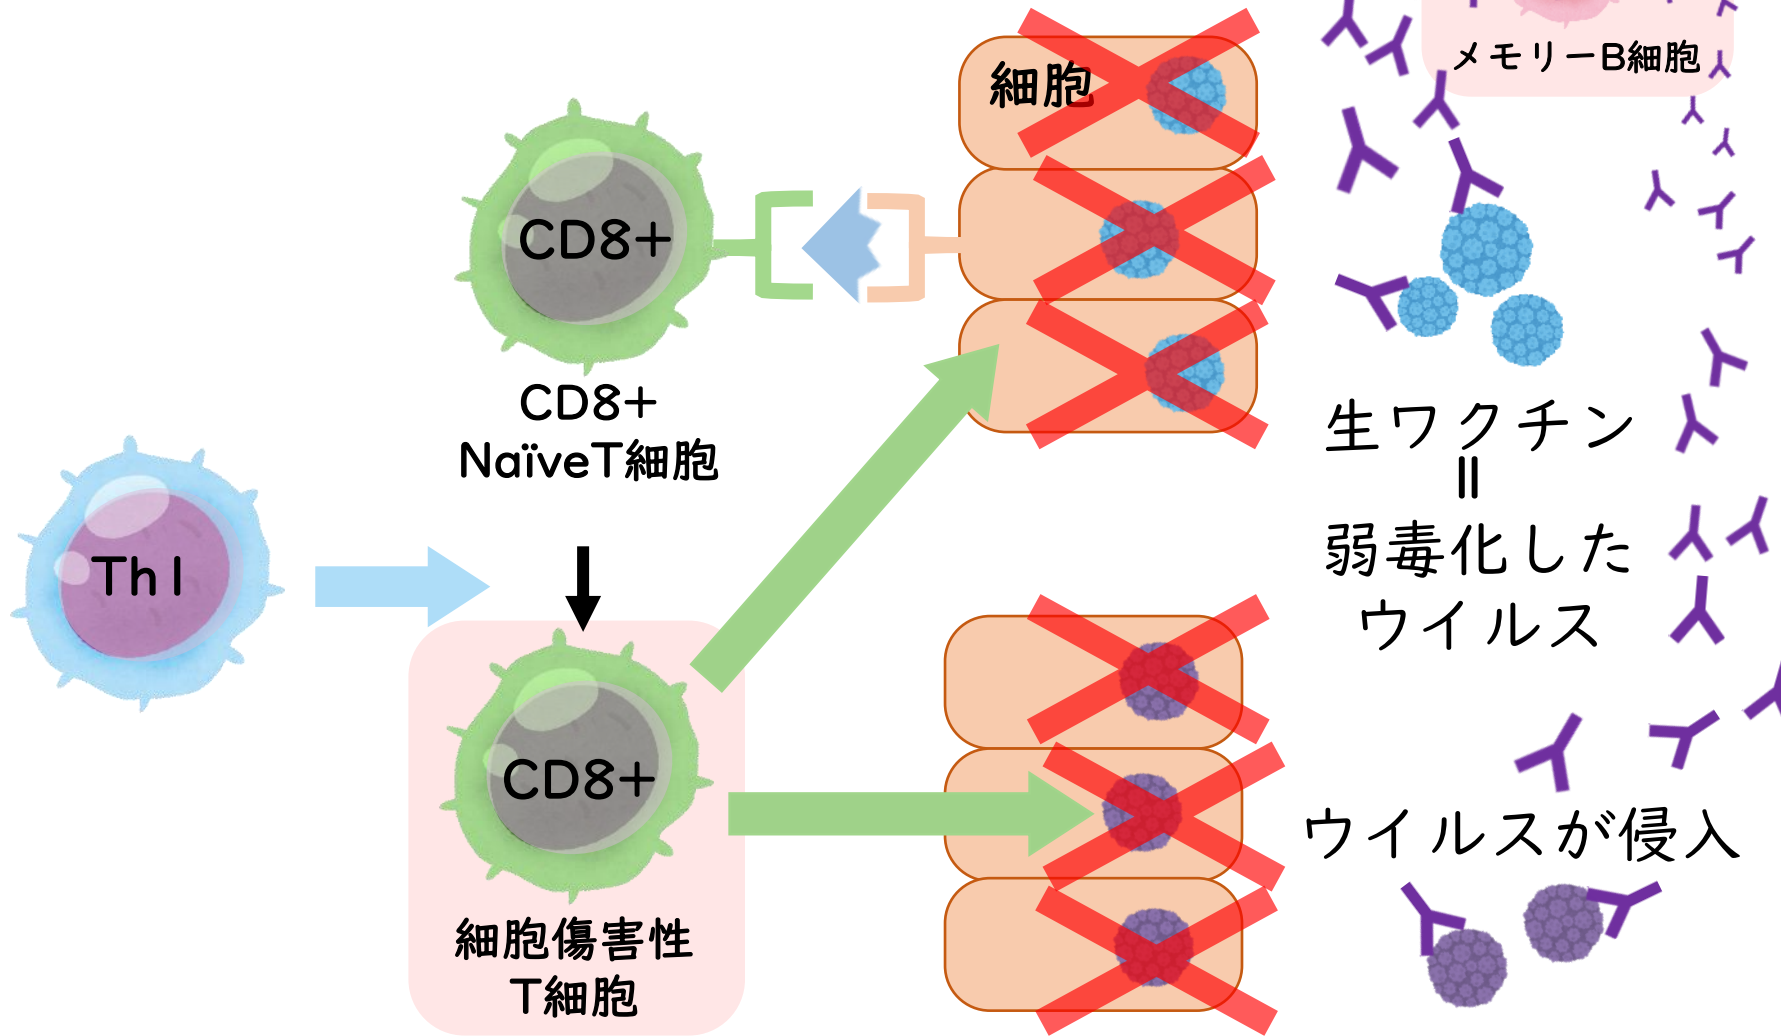 メモリーB細胞
細胞
CD8+
CD8+
NaïveT細胞
Th1
CD8+
細胞傷害性
T細胞
生ワクチン
=
弱毒化した
ウイルス
ウイルスが侵入